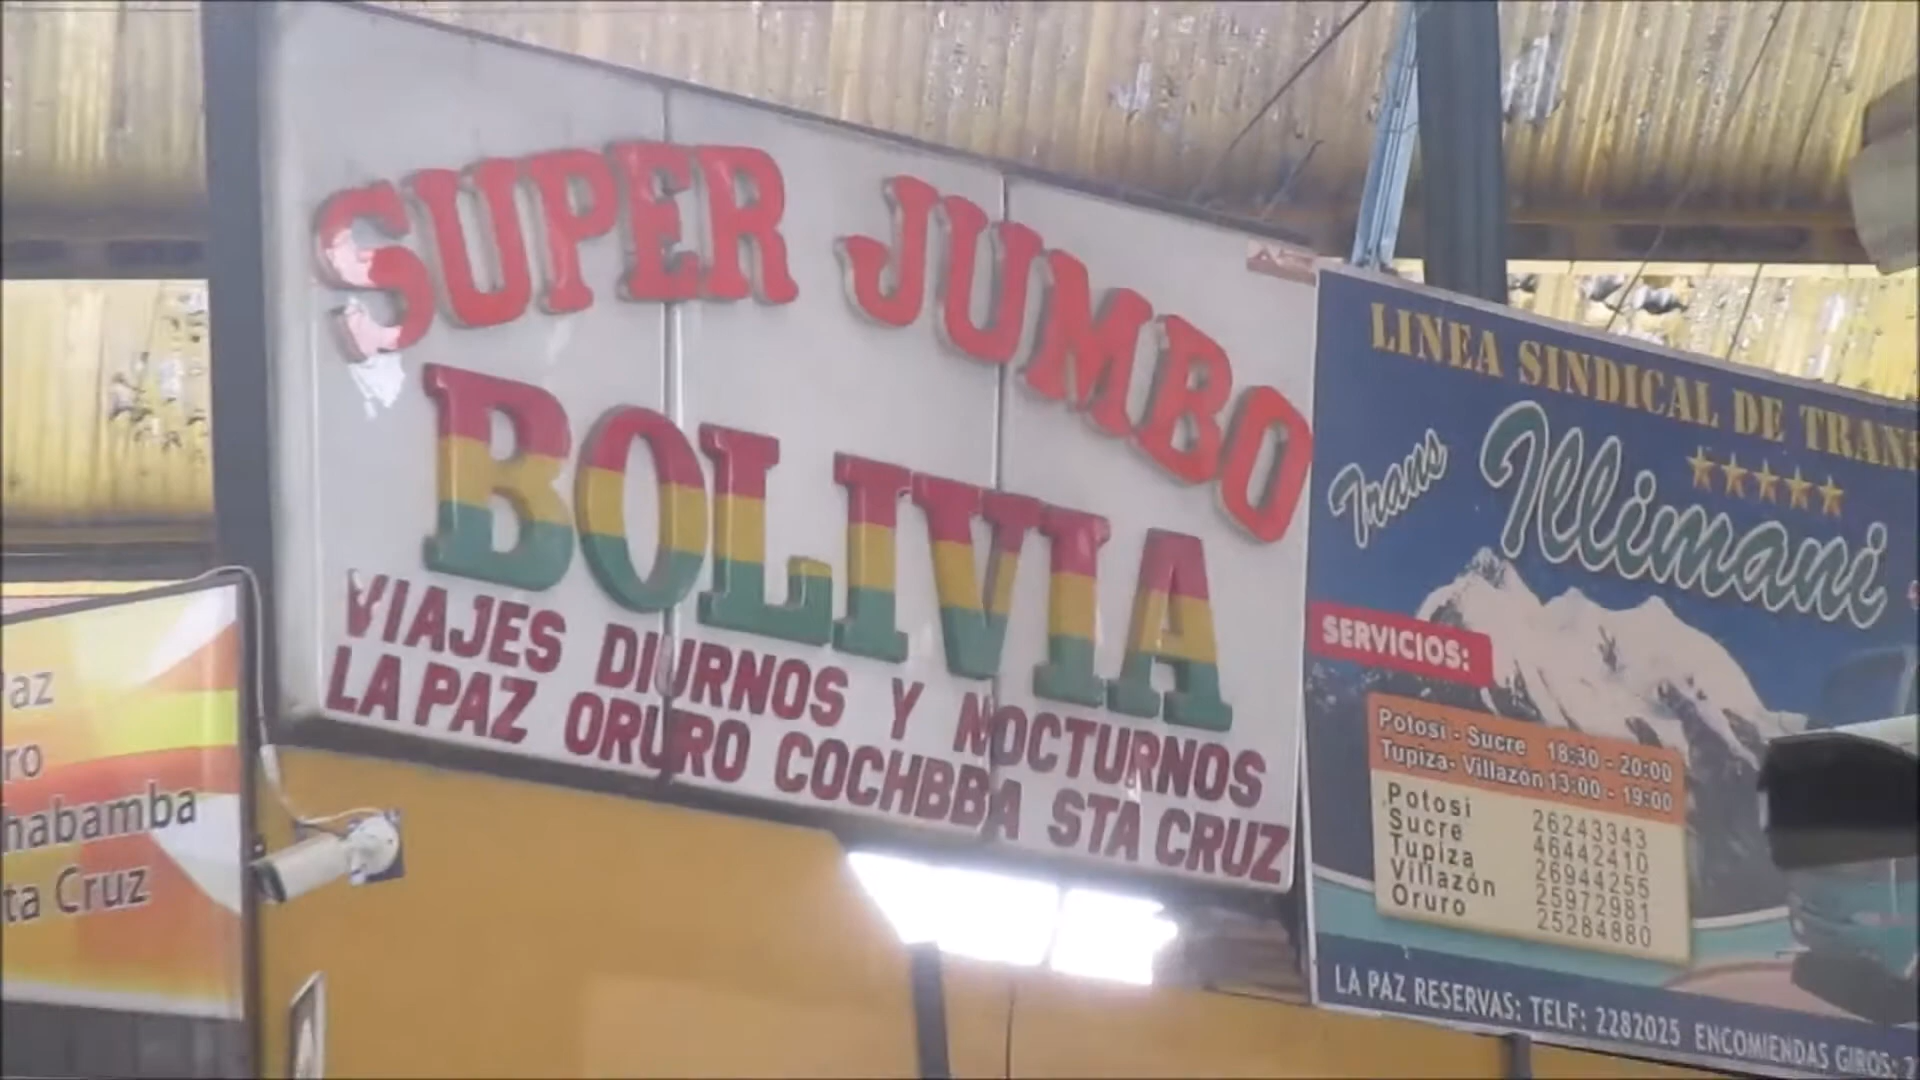 SUPER JUMBO
BOLIVIA
VIAJES DIURNOS Y NOCTURNOS
LA PAZ ORURO COCHBBA STA CRUZ
LINEA SINDICAL DE TRANS
Trans Illimani
SERVICIOS:
Potosi - Sucre 18:30 - 20:00
Tupiza- Villazón 13:00 - 19:00
Potosi 26243343
Sucre 46442410
Tupiza 26944255
Villazón 25972981
Oruro 25284880
LA PAZ RESERVAS: TELF: 2282025 ENCOMIENDAS GIROS: 2
az
ro
habamba
ta Cruz